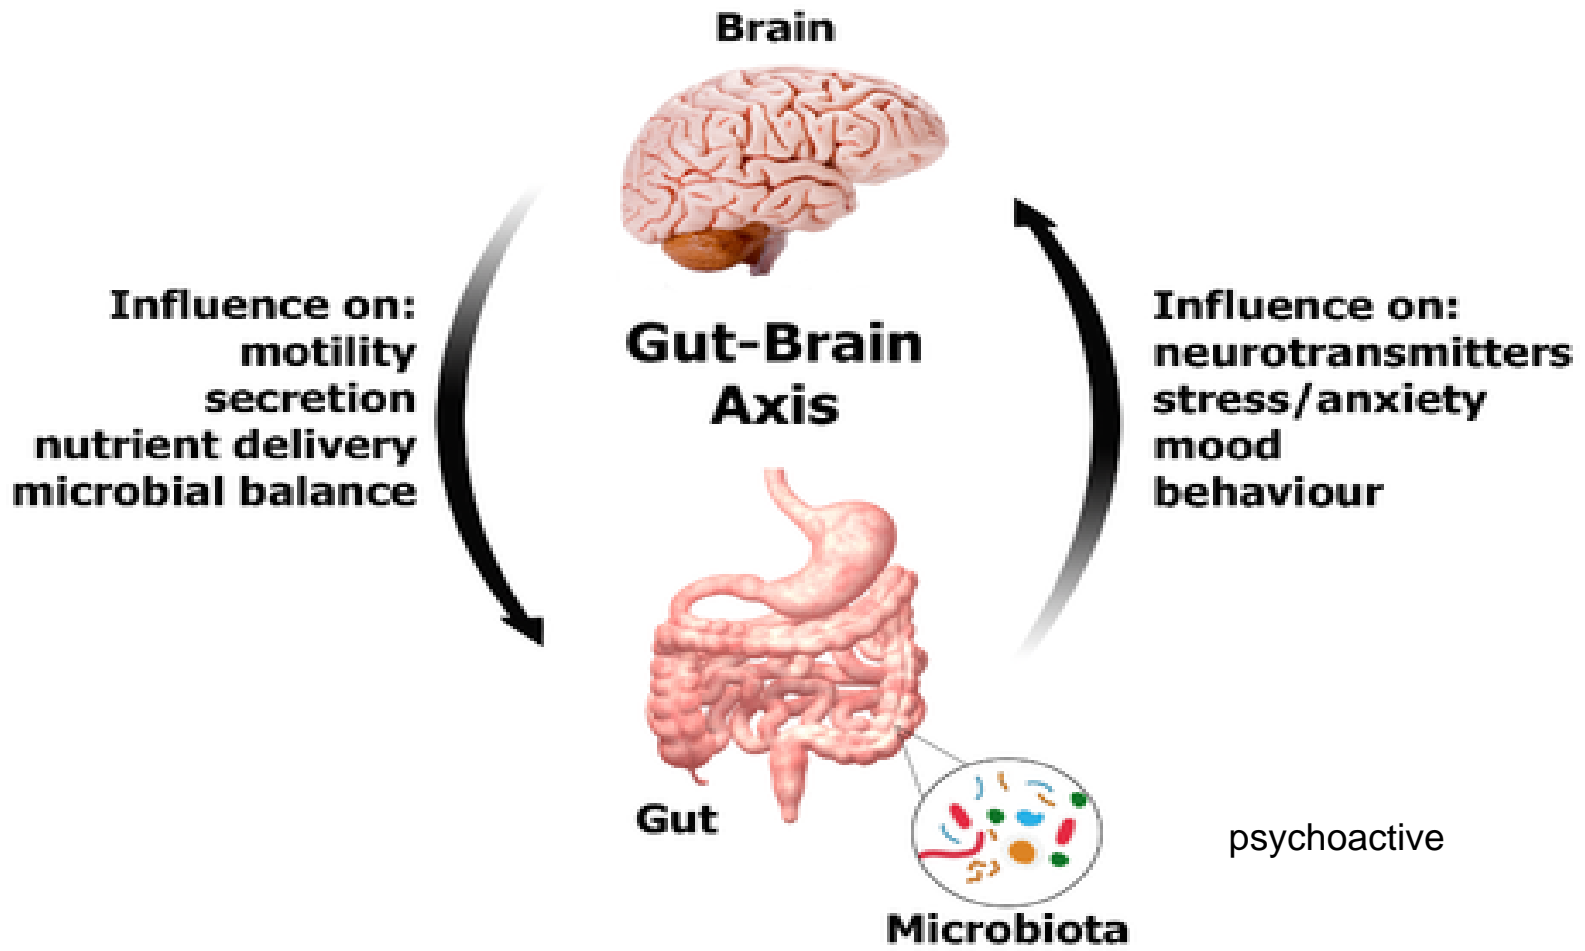 Brain
Influence on:
motility
secretion
nutrient delivery
microbial balance
Gut-Brain
Axis
Influence on:
neurotransmitters
stress/anxiety
mood
behaviour
Gut
Microbiota
psychoactive